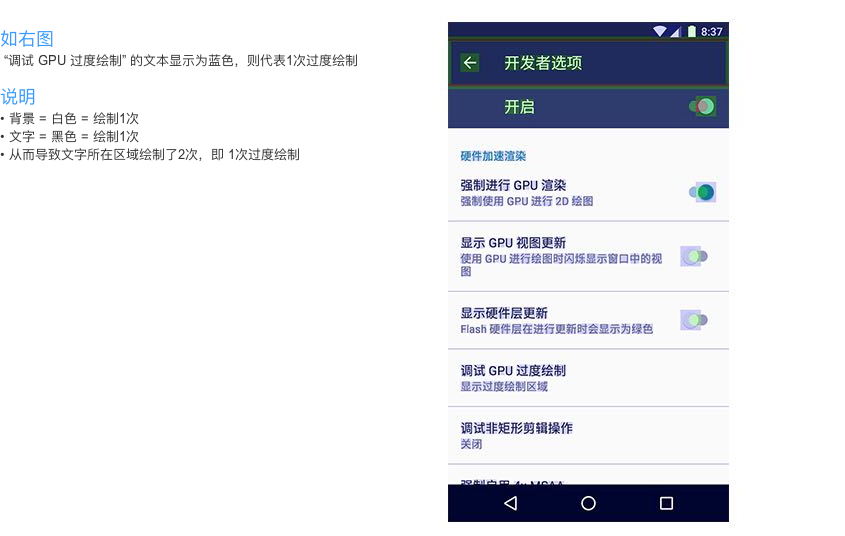 如右图
“调试 GPU 过度绘制” 的文本显示为蓝色，则代表1次过度绘制
说明
• 背景 = 白色 = 绘制1次
• 文字 = 黑色 = 绘制1次
• 从而导致文字所在区域绘制了2次，即 1次过度绘制
8:37
开发者选项
开启
硬件加速渲染
强制进行 GPU 渲染
强制使用 GPU 进行 2D 绘图
显示 GPU 视图更新
使用 GPU 进行绘图时闪烁显示窗口中的视
图
显示硬件层更新
Flash 硬件层在进行更新时会显示为绿色
调试 GPU 过度绘制
显示过度绘制区域
调试非矩形剪辑操作
关闭
强制启用 4x MSAA